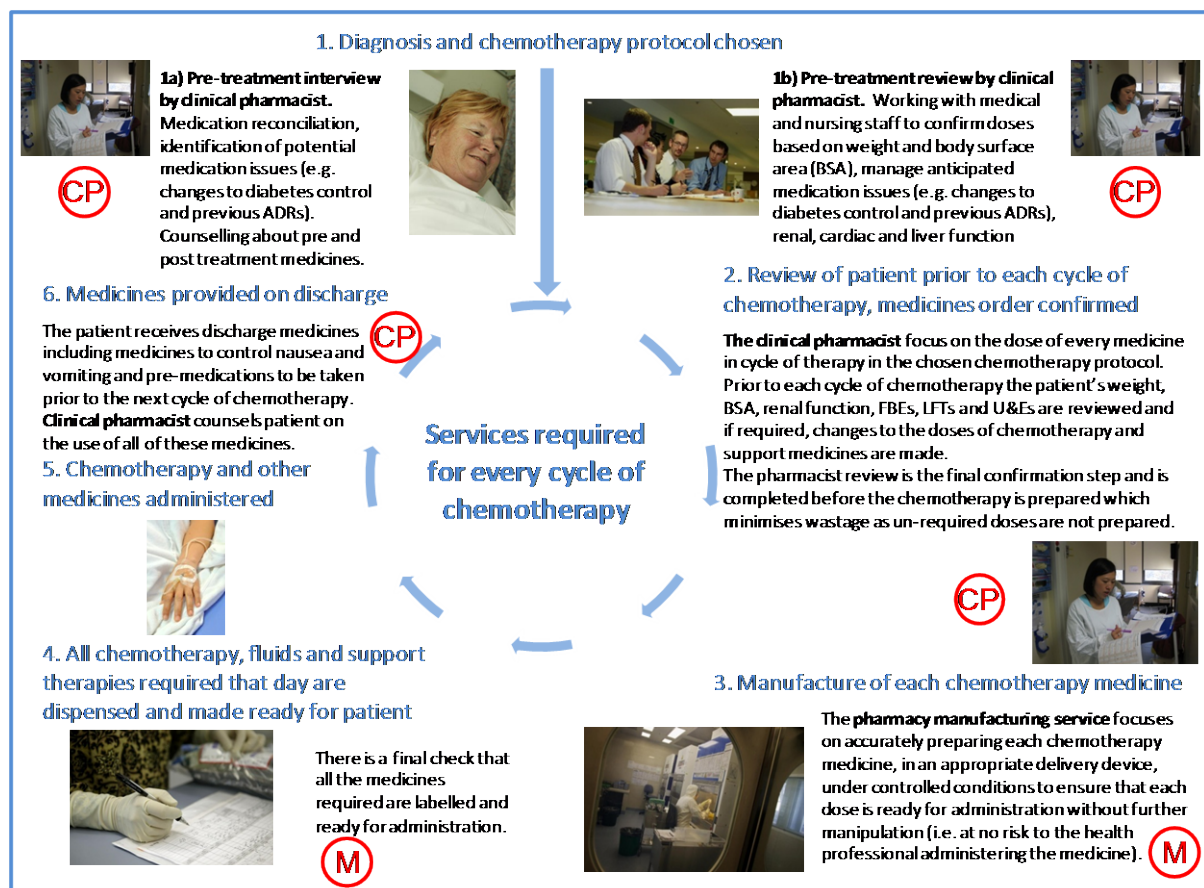 1. Diagnosis and chemotherapy protocol chosen
1a) Pre-treatment interview
by clinical pharmacist.
Medication reconciliation,
identification of potential
medication issues (e.g.
changes to diabetes control
and previous ADRs).
Counselling about pre and
post treatment medicines.
CP
1b) Pre-treatment review by clinical
pharmacist. Working with medical
and nursing staff to confirm doses
based on weight and body surface
area (BSA), manage anticipated
medication issues (e.g. changes to
diabetes control and previous ADRs),
renal, cardiac and liver function
CP
2. Review of patient prior to each cycle of
chemotherapy, medicines order confirmed
The clinical pharmacist focus on the dose of every medicine
in cycle of therapy in the chosen chemotherapy protocol.
Prior to each cycle of chemotherapy the patient's weight,
BSA, renal function, FBEs, LFTs and U&Es are reviewed and
if required, changes to the doses of chemotherapy and
support medicines are made.
The pharmacist review is the final confirmation step and is
completed before the chemotherapy is prepared which
minimises wastage as un-required doses are not prepared.
CP
3. Manufacture of each chemotherapy medicine
The pharmacy manufacturing service focuses
on accurately preparing each chemotherapy
medicine, in an appropriate delivery device,
under controlled conditions to ensure that each
dose is ready for administration without further
manipulation (i.e. at no risk to the health
professional administering the medicine).
M
4. All chemotherapy, fluids and support
therapies required that day are
dispensed and made ready for patient
There is a final check that
all the medicines
required are labelled and
ready for administration.
M
5. Chemotherapy and other
medicines administered
6. Medicines provided on discharge
The patient receives discharge medicines
including medicines to control nausea and
vomiting and pre-medications to be taken
prior to the next cycle of chemotherapy.
Clinical pharmacist counsels patient on
the use of all of these medicines.
CP
Services required
for every cycle of
chemotherapy